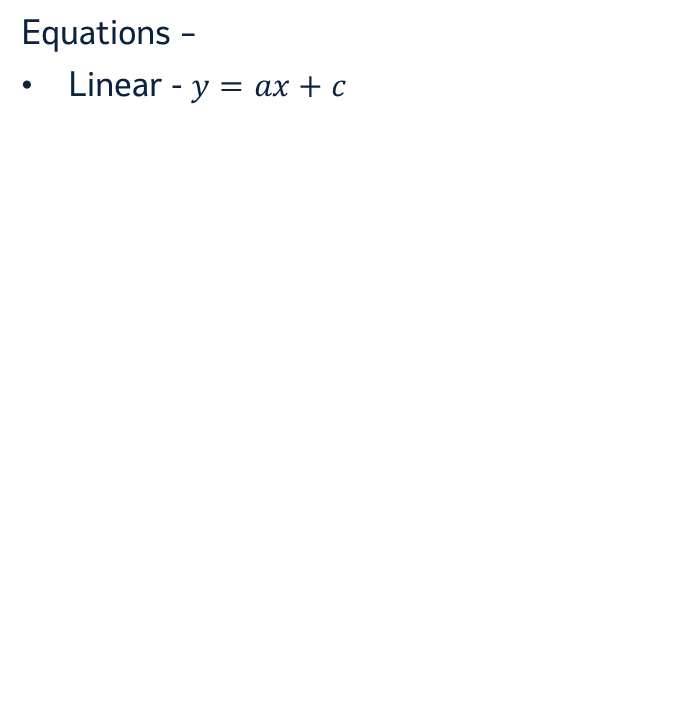 Equations –
• Linear - y = ax + c